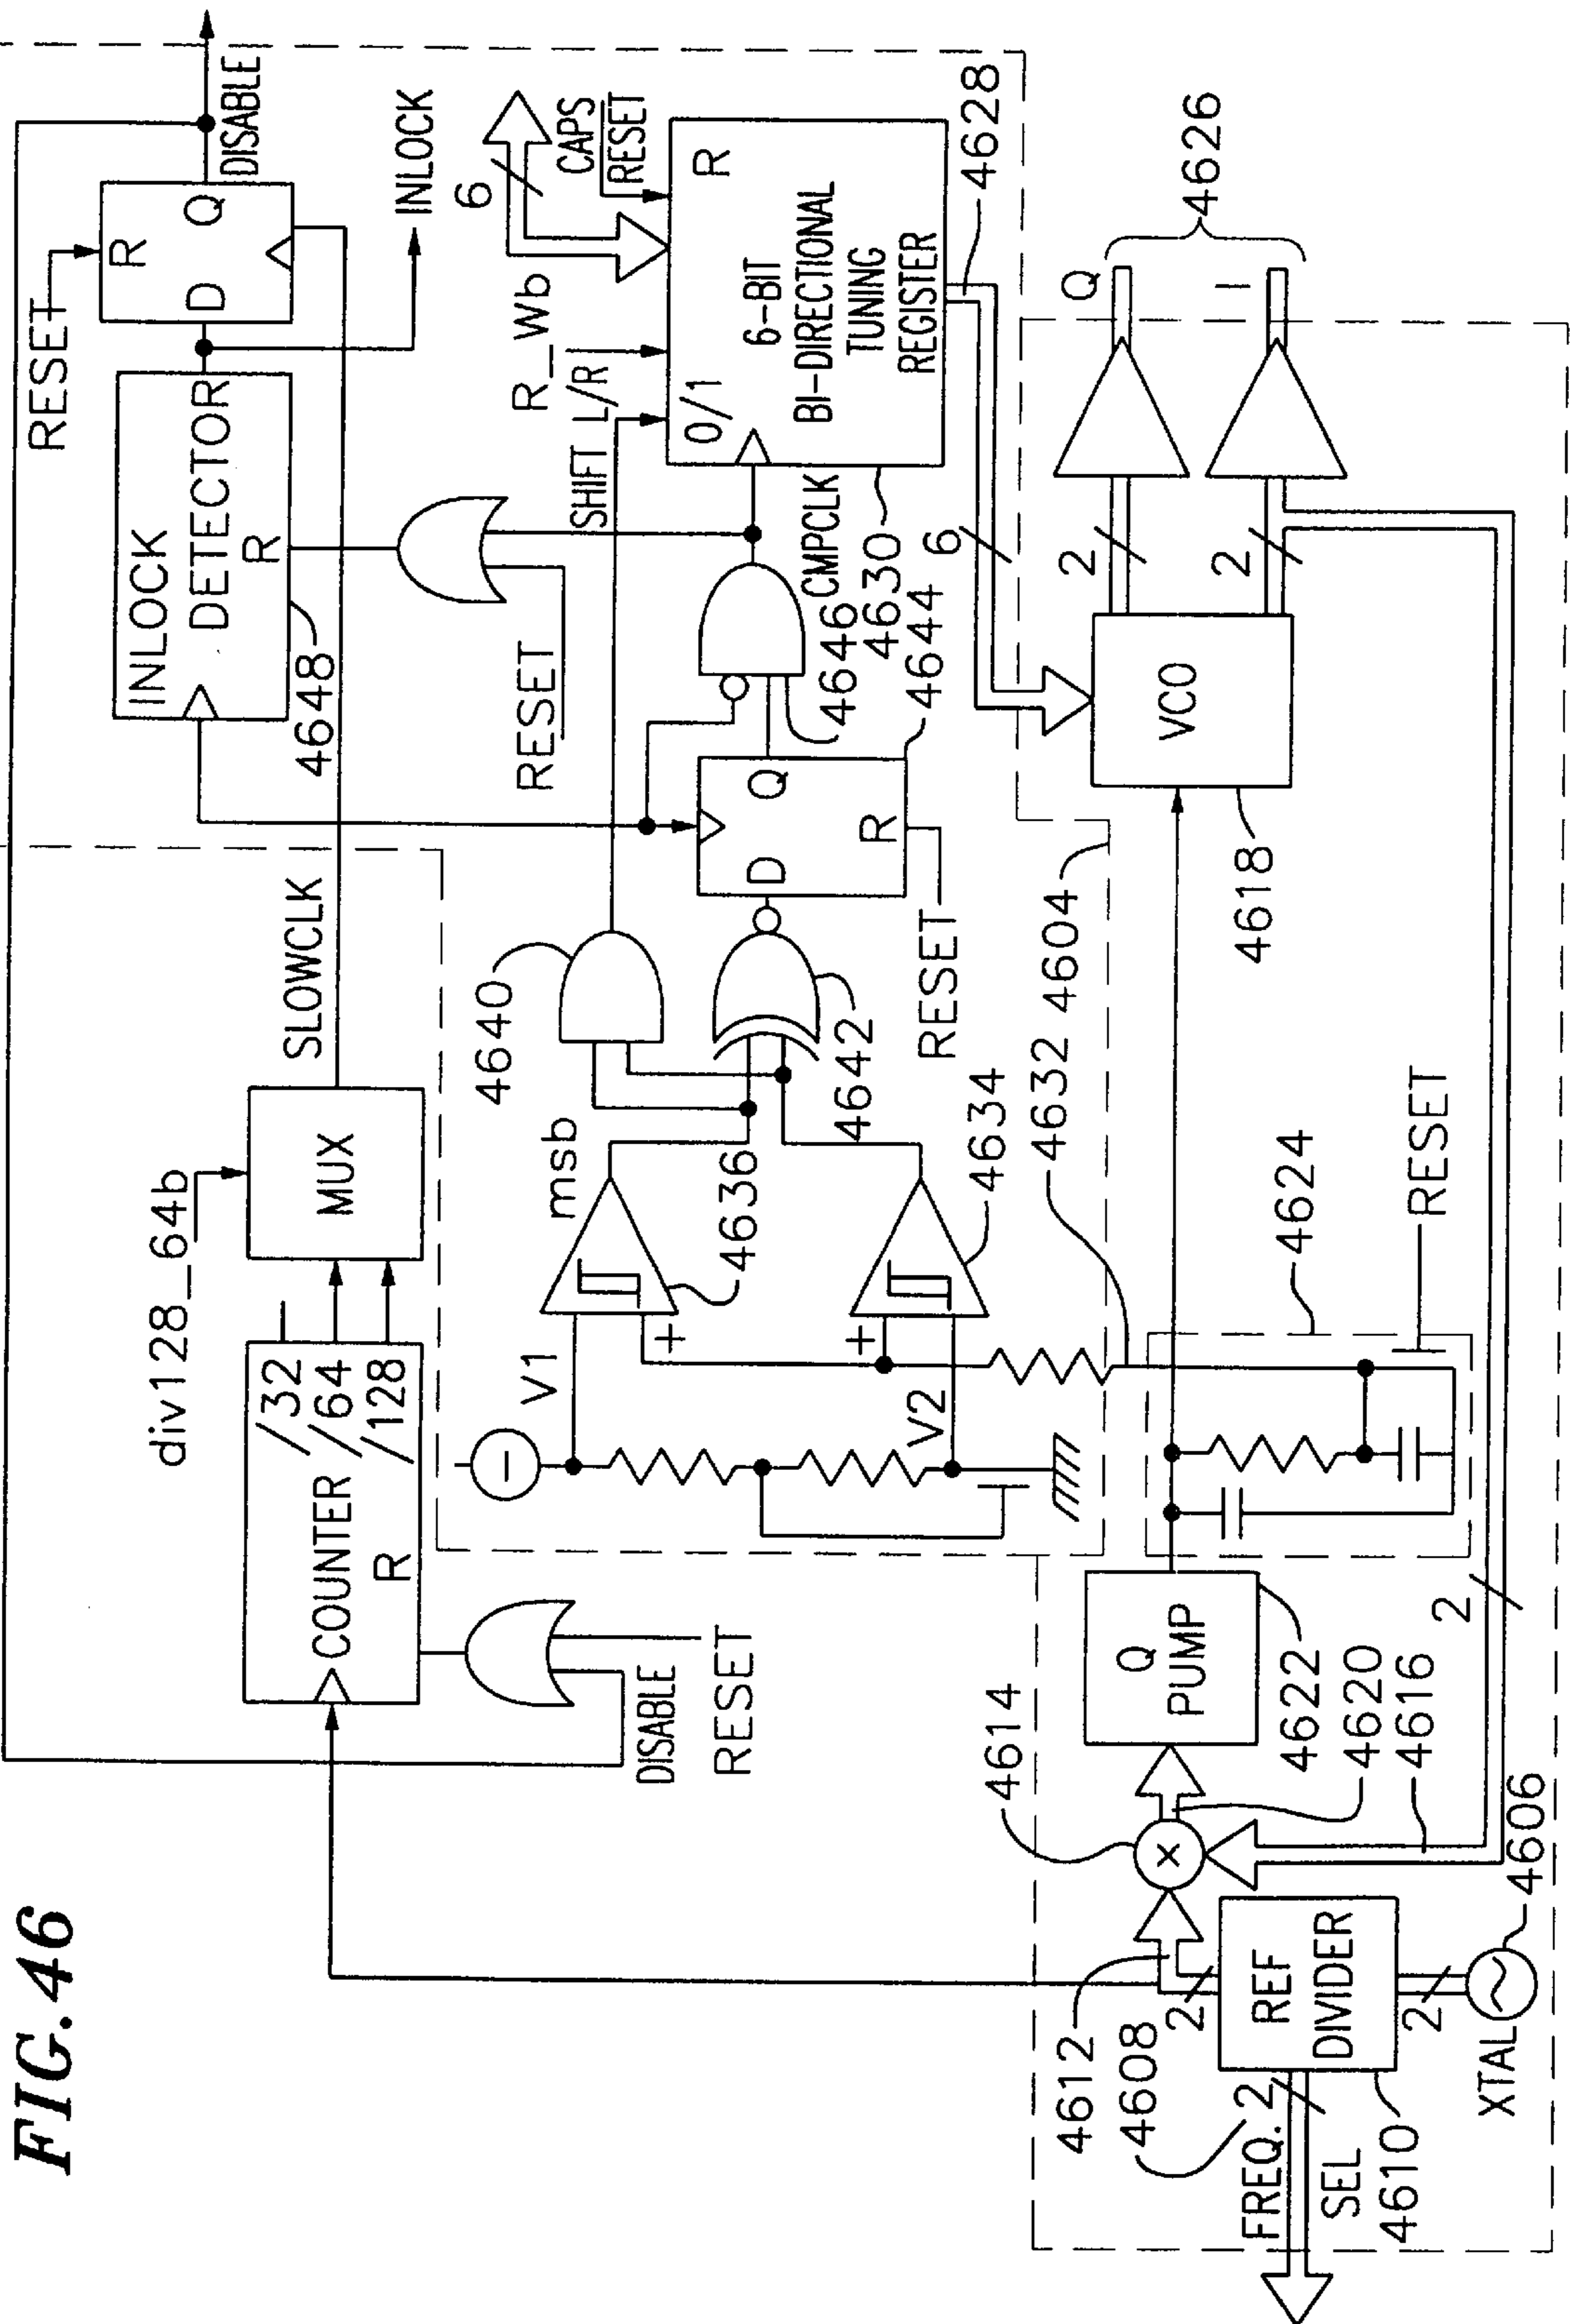 FIG. 46
DISABLE
RESET
R
D
Q
INLOCK
INLOCK
DETECTOR
R
4648
SLOWCLK
div128_64b
MUX
/32
/64
/128
COUNTER
R
DISABLE
RESET
6
CAPS
RESET
R_Wb
SHIFT L/R
0/1
R
6-BIT
BI-DIRECTIONAL
TUNING
REGISTER
4628
CMPCLK
4630
4646
4644
RESET
D
Q
R
RESET
4640
4642
msb
4636
4634
V1
+
+
V2
4632
4604
6
Q
I
4626
2
2
VCO
4618
4624
RESET
Q
PUMP
4622
4620
4616
2
4614
x
4612
4608
2
REF
DIVIDER
2
FREQ.
SEL
2
4610
XTAL
4606